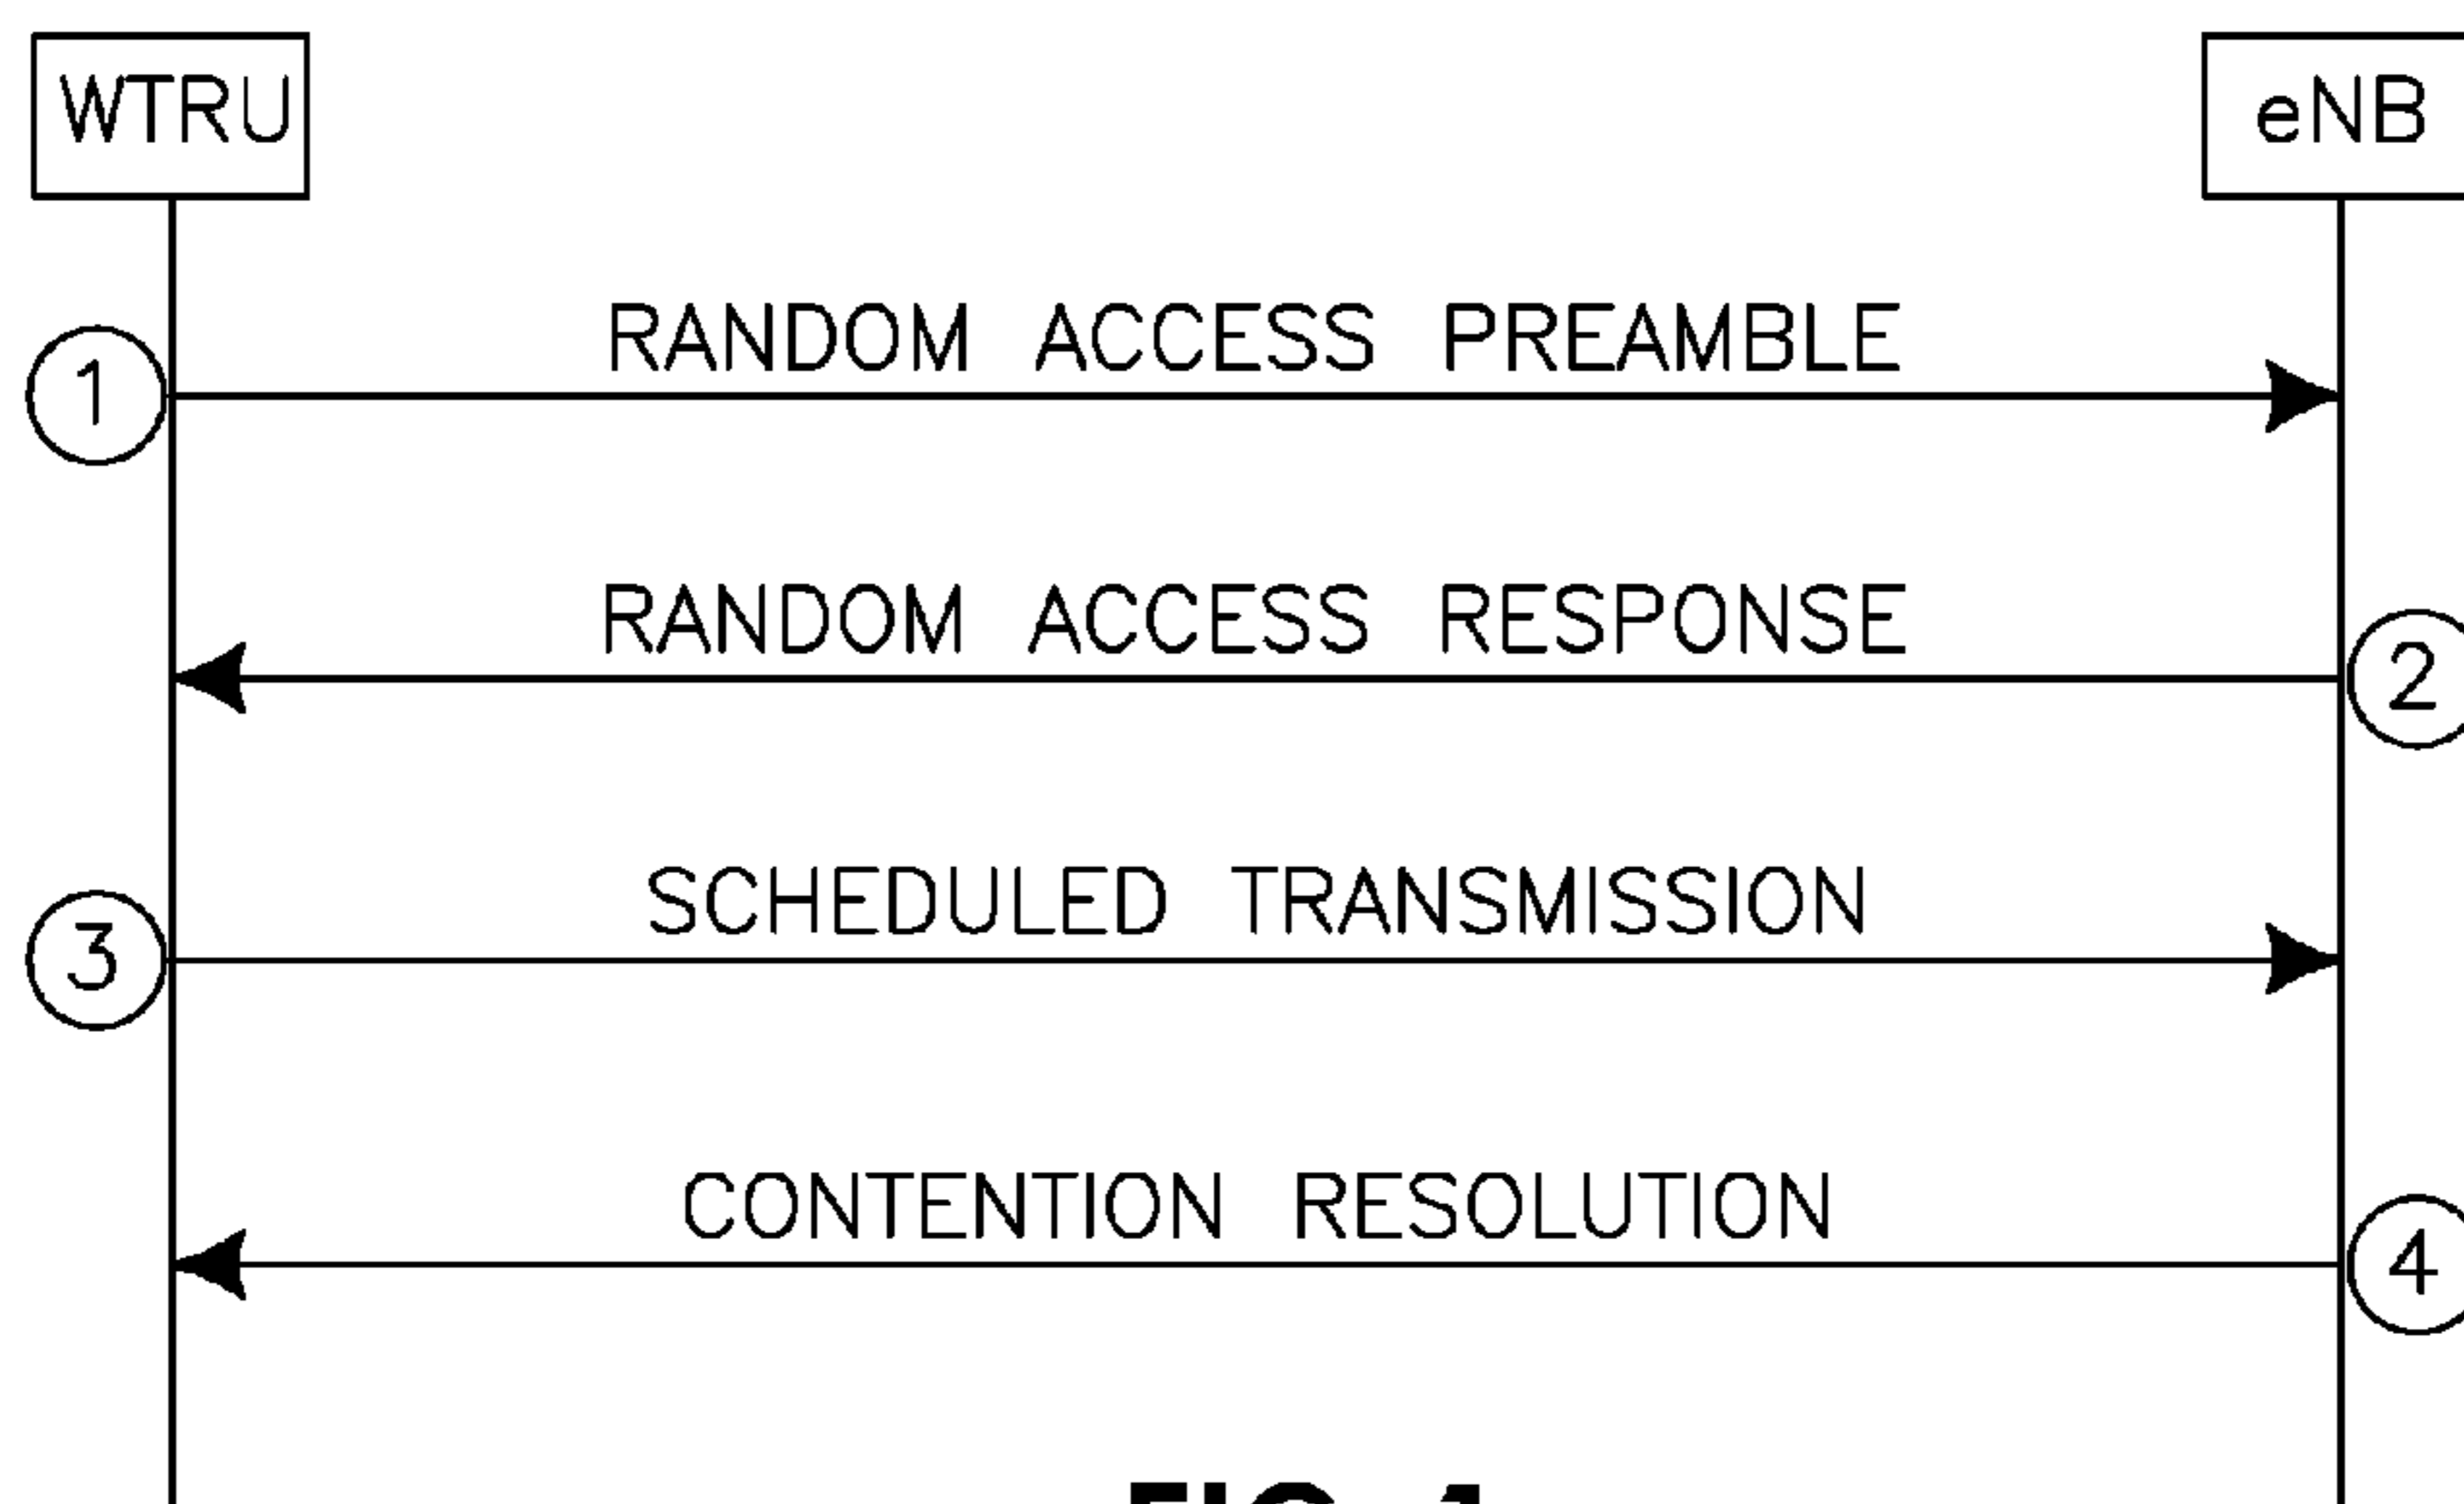 WTRU eNB
RANDOM ACCESS PREAMBLE
1
RANDOM ACCESS RESPONSE
2
SCHEDULED TRANSMISSION
3
CONTENTION RESOLUTION
4